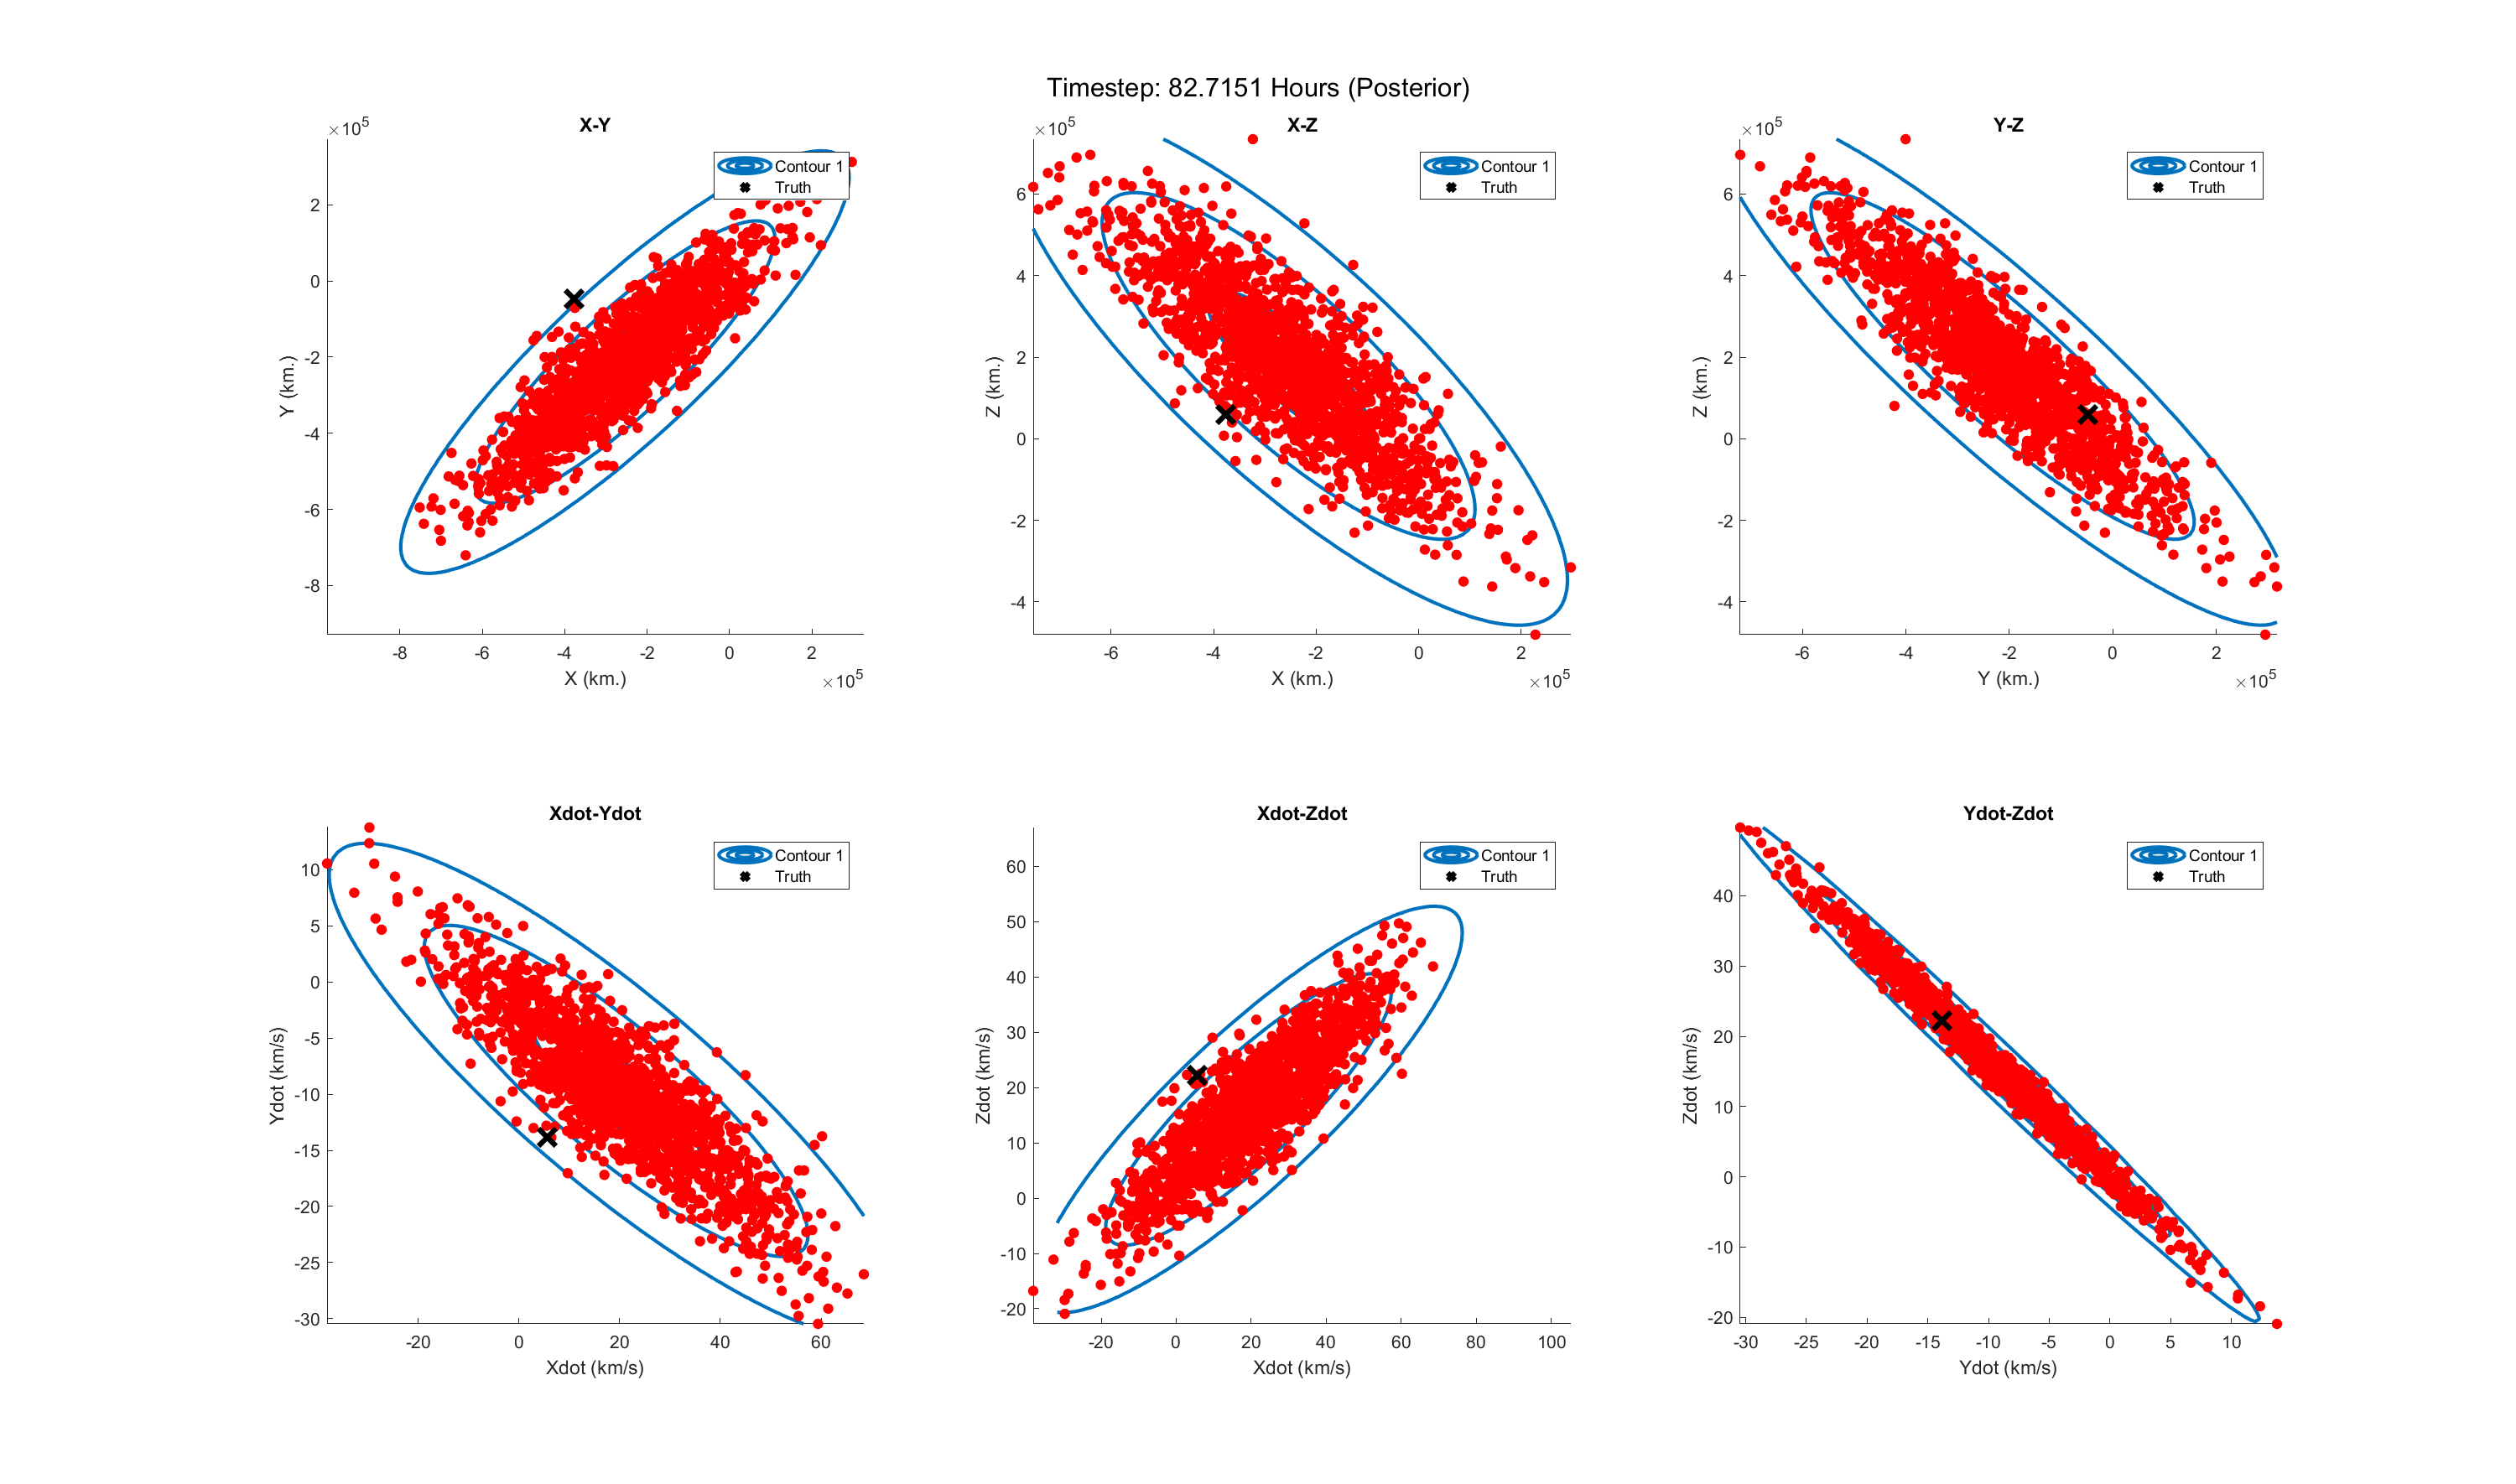 Timestep: 82.7151 Hours (Posterior)
X-Y
×10^5
Contour 1
Truth
2
0
-2
-4
-6
-8
Y (km.)
-8 -6 -4 -2 0 2
X (km.)
×10^5
X-Z
×10^5
Contour 1
Truth
6
4
2
0
-2
-4
Z (km.)
-6 -4 -2 0 2
X (km.)
×10^5
Y-Z
×10^5
Contour 1
Truth
6
4
2
0
-2
-4
Z (km.)
-6 -4 -2 0 2
Y (km.)
×10^5
Xdot-Ydot
Contour 1
Truth
10
5
0
-5
-10
-15
-20
-25
-30
Ydot (km/s)
-20 0 20 40 60
Xdot (km/s)
Xdot-Zdot
Contour 1
Truth
60
50
40
30
20
10
0
-10
-20
Zdot (km/s)
-20 0 20 40 60 80 100
Xdot (km/s)
Ydot-Zdot
Contour 1
Truth
40
30
20
10
0
-10
-20
Zdot (km/s)
-30 -25 -20 -15 -10 -5 0 5 10
Ydot (km/s)